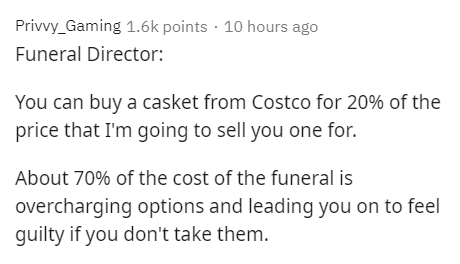 Privvy_Gaming 1.6k points · 10 hours ago
Funeral Director:
You can buy a casket from Costco for 20% of the
price that I'm going to sell you one for.
About 70% of the cost of the funeral is
overcharging options and leading you on to feel
guilty if you don't take them.